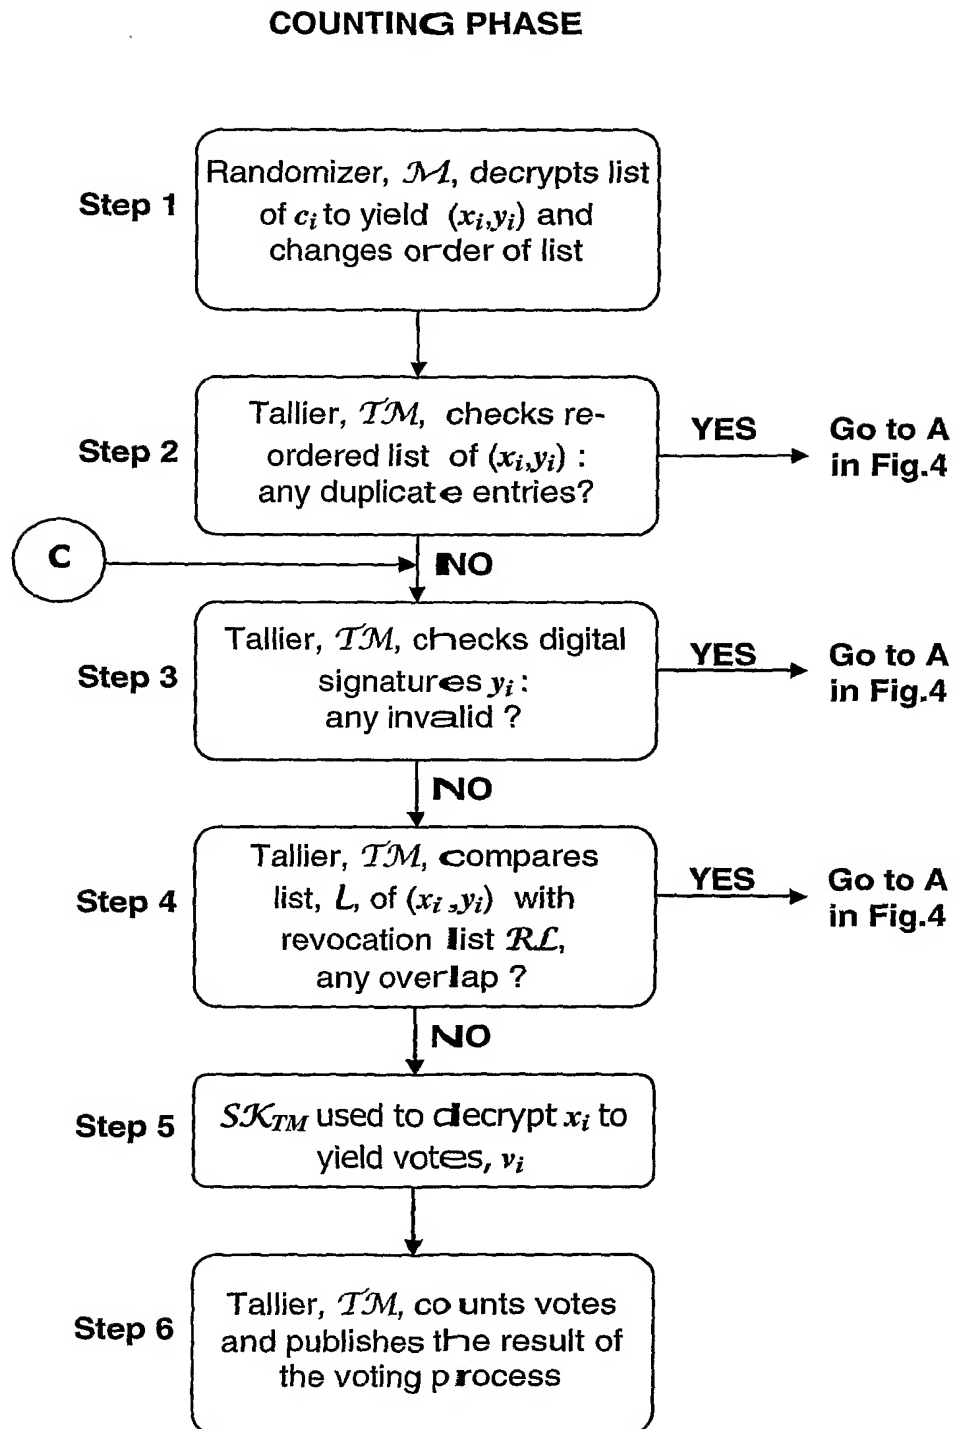 COUNTING PHASE
Step 1
Randomizer, ℳ, decrypts list
of cᵢ to yield (xᵢ,yᵢ) and
changes order of list
Step 2
Tallier, 𝒯ℳ, checks re-
ordered list of (xᵢ,yᵢ) :
any duplicate entries?
YES
Go to A
in Fig.4
C
NO
Step 3
Tallier, 𝒯ℳ, checks digital
signatures yᵢ :
any invalid ?
YES
Go to A
in Fig.4
NO
Step 4
Tallier, 𝒯ℳ, compares
list, L, of (xᵢ,yᵢ) with
revocation list ℛℒ,
any overlap ?
YES
Go to A
in Fig.4
NO
Step 5
𝒮𝒦TM used to decrypt xᵢ to
yield votes, vᵢ
Step 6
Tallier, 𝒯ℳ, counts votes
and publishes the result of
the voting process